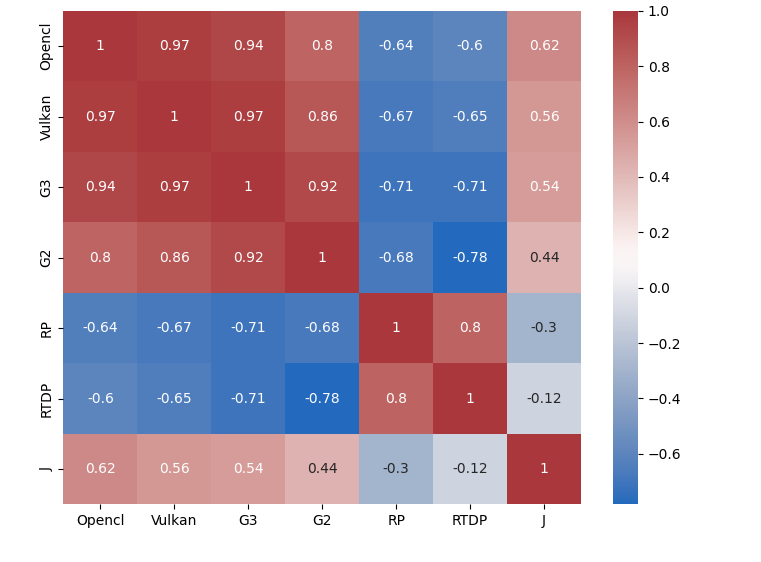 Opencl 1 0.97 0.94 0.8 -0.64 -0.6 0.62
Vulkan 0.97 1 0.97 0.86 -0.67 -0.65 0.56
G3 0.94 0.97 1 0.92 -0.71 -0.71 0.54
G2 0.8 0.86 0.92 1 -0.68 -0.78 0.44
RP -0.64 -0.67 -0.71 -0.68 1 0.8 -0.3
RTDP -0.6 -0.65 -0.71 -0.78 0.8 1 -0.12
J 0.62 0.56 0.54 0.44 -0.3 -0.12 1
Opencl Vulkan G3 G2 RP RTDP J
1.0
0.8
0.6
0.4
0.2
0.0
−0.2
−0.4
−0.6